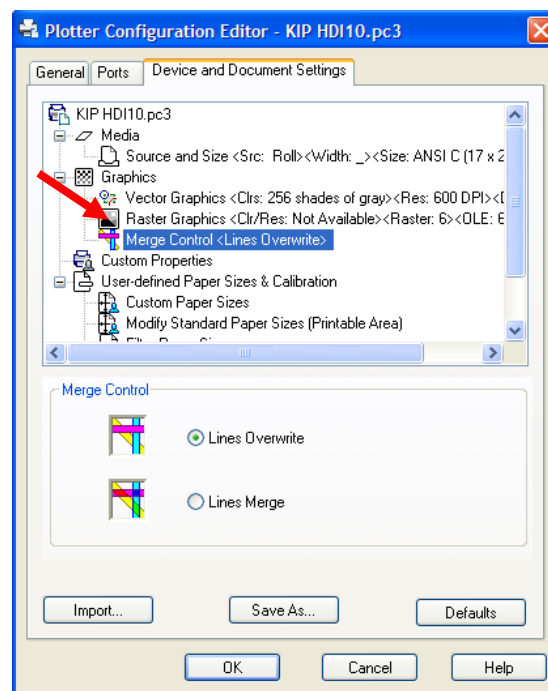 Plotter Configuration Editor - KIP HDI10.pc3
General Ports Device and Document Settings
KIP HDI10.pc3
Media
Source and Size <Src: Roll><Width: _><Size: ANSI C (17 x 2
Graphics
Vector Graphics <Clrs: 256 shades of gray><Res: 600 DPI><
Raster Graphics <Clr/Res: Not Available><Raster: 6><OLE: 6
Merge Control <Lines Overwrite>
Custom Properties
User-defined Paper Sizes & Calibration
Custom Paper Sizes
Modify Standard Paper Sizes (Printable Area)
Merge Control
Lines Overwrite
Lines Merge
Import... Save As... Defaults
OK Cancel Help